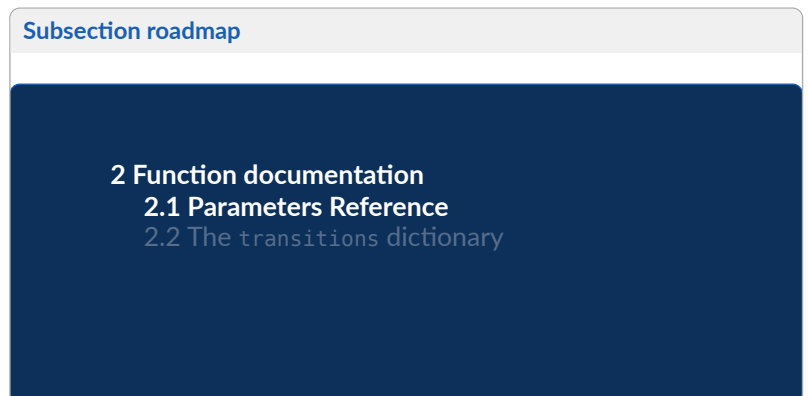 Subsection roadmap
2 Function documentation
2.1 Parameters Reference
2.2 The transitions dictionary